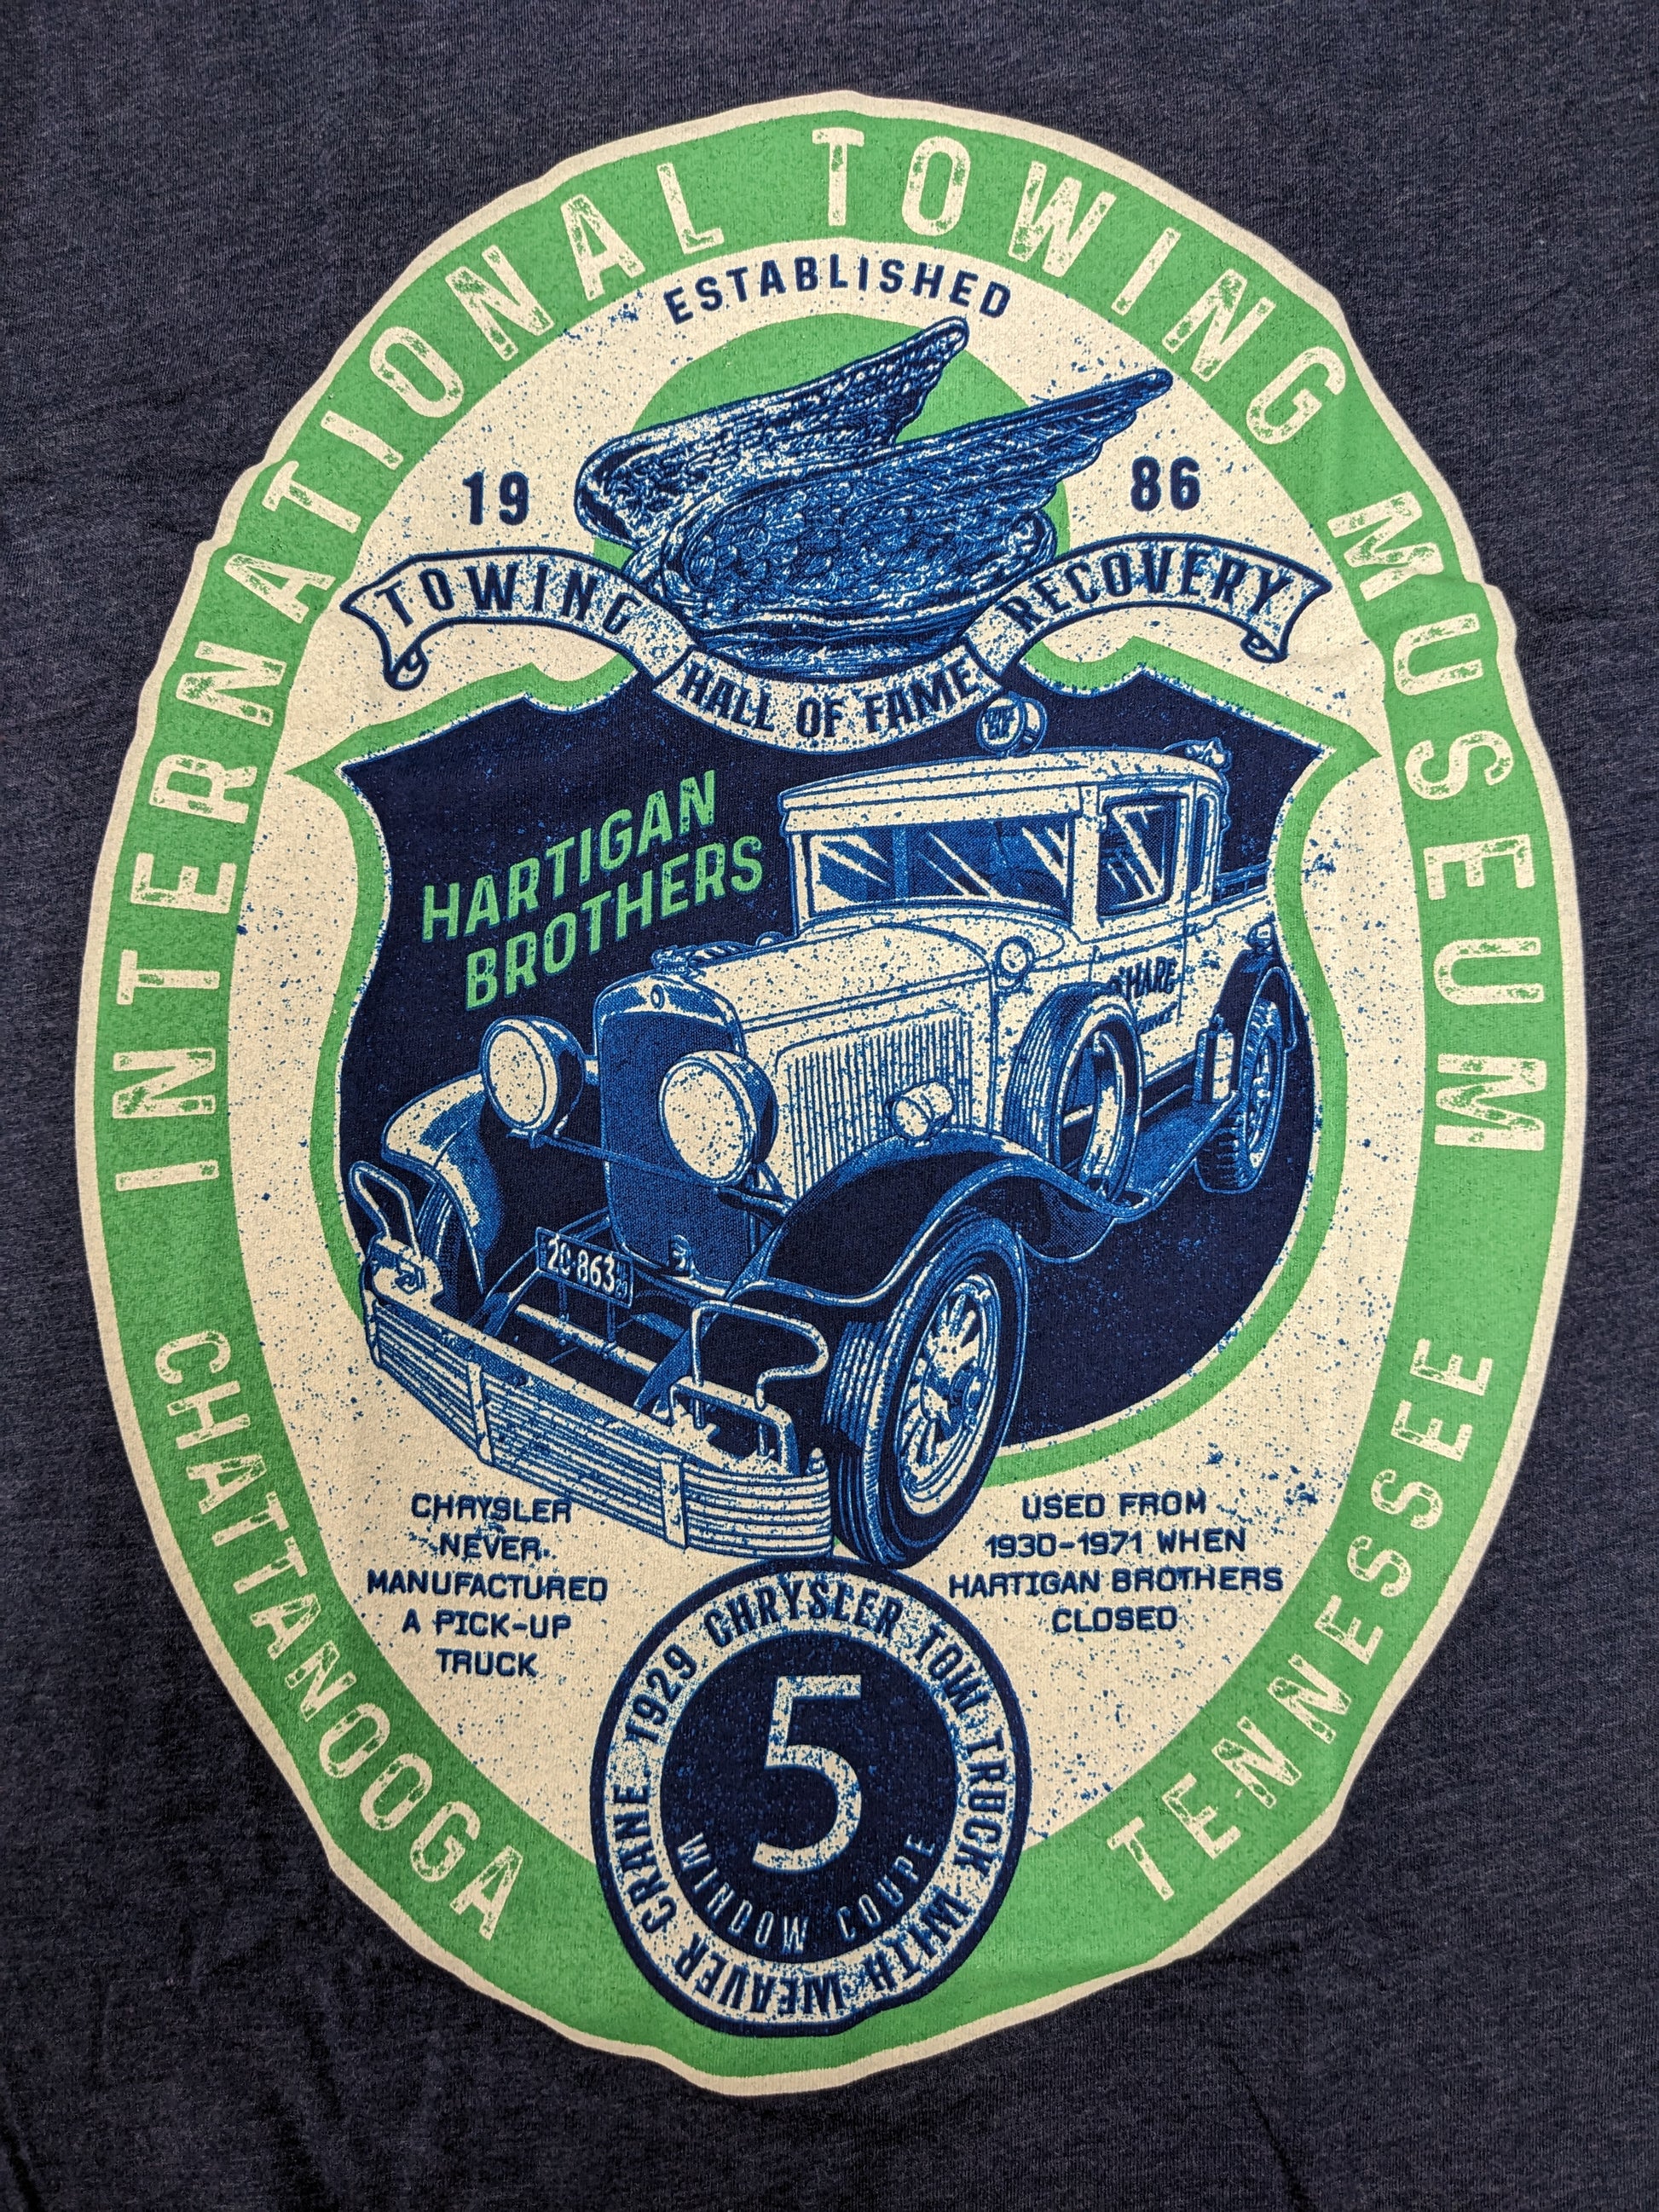 INTERNATIONAL TOWING MUSEUM
ESTABLISHED
19 86
TOWING RECOVERY
HALL OF FAME
HARTIGAN
BROTHERS
20-863
CHRYSLER
NEVER
MANUFACTURED
A PICK-UP
TRUCK
USED FROM
1930-1971 WHEN
HARTIGAN BROTHERS
CLOSED
1929 CHRYSLER TOW TRUCK WITH WEAVER CRANE
5
WINDOW COUPE
CHATTANOOGA TENNESSEE